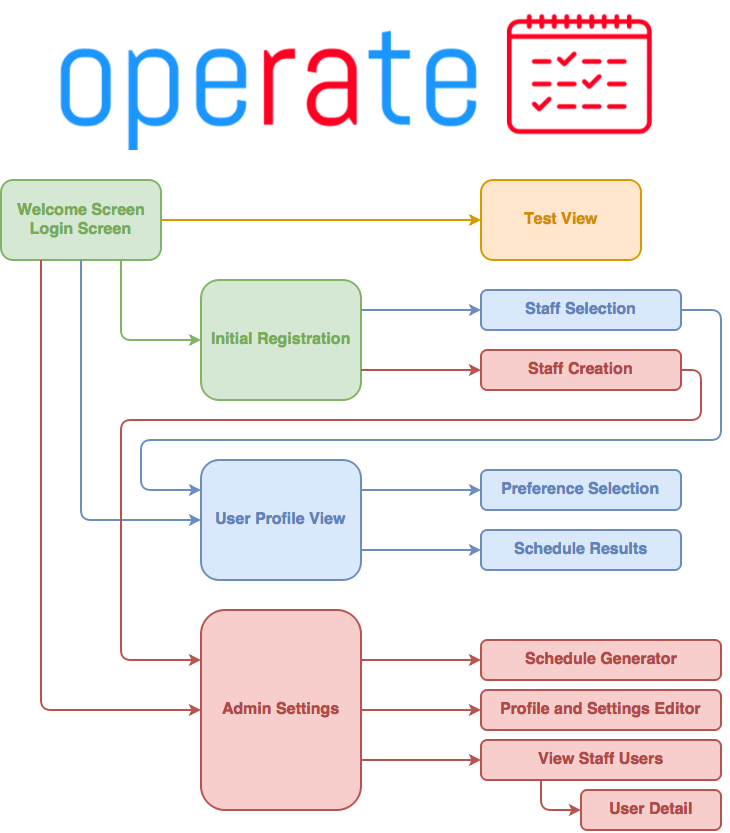 operate
Welcome Screen
Login Screen
Test View
Initial Registration
Staff Selection
Staff Creation
User Profile View
Preference Selection
Schedule Results
Admin Settings
Schedule Generator
Profile and Settings Editor
View Staff Users
User Detail